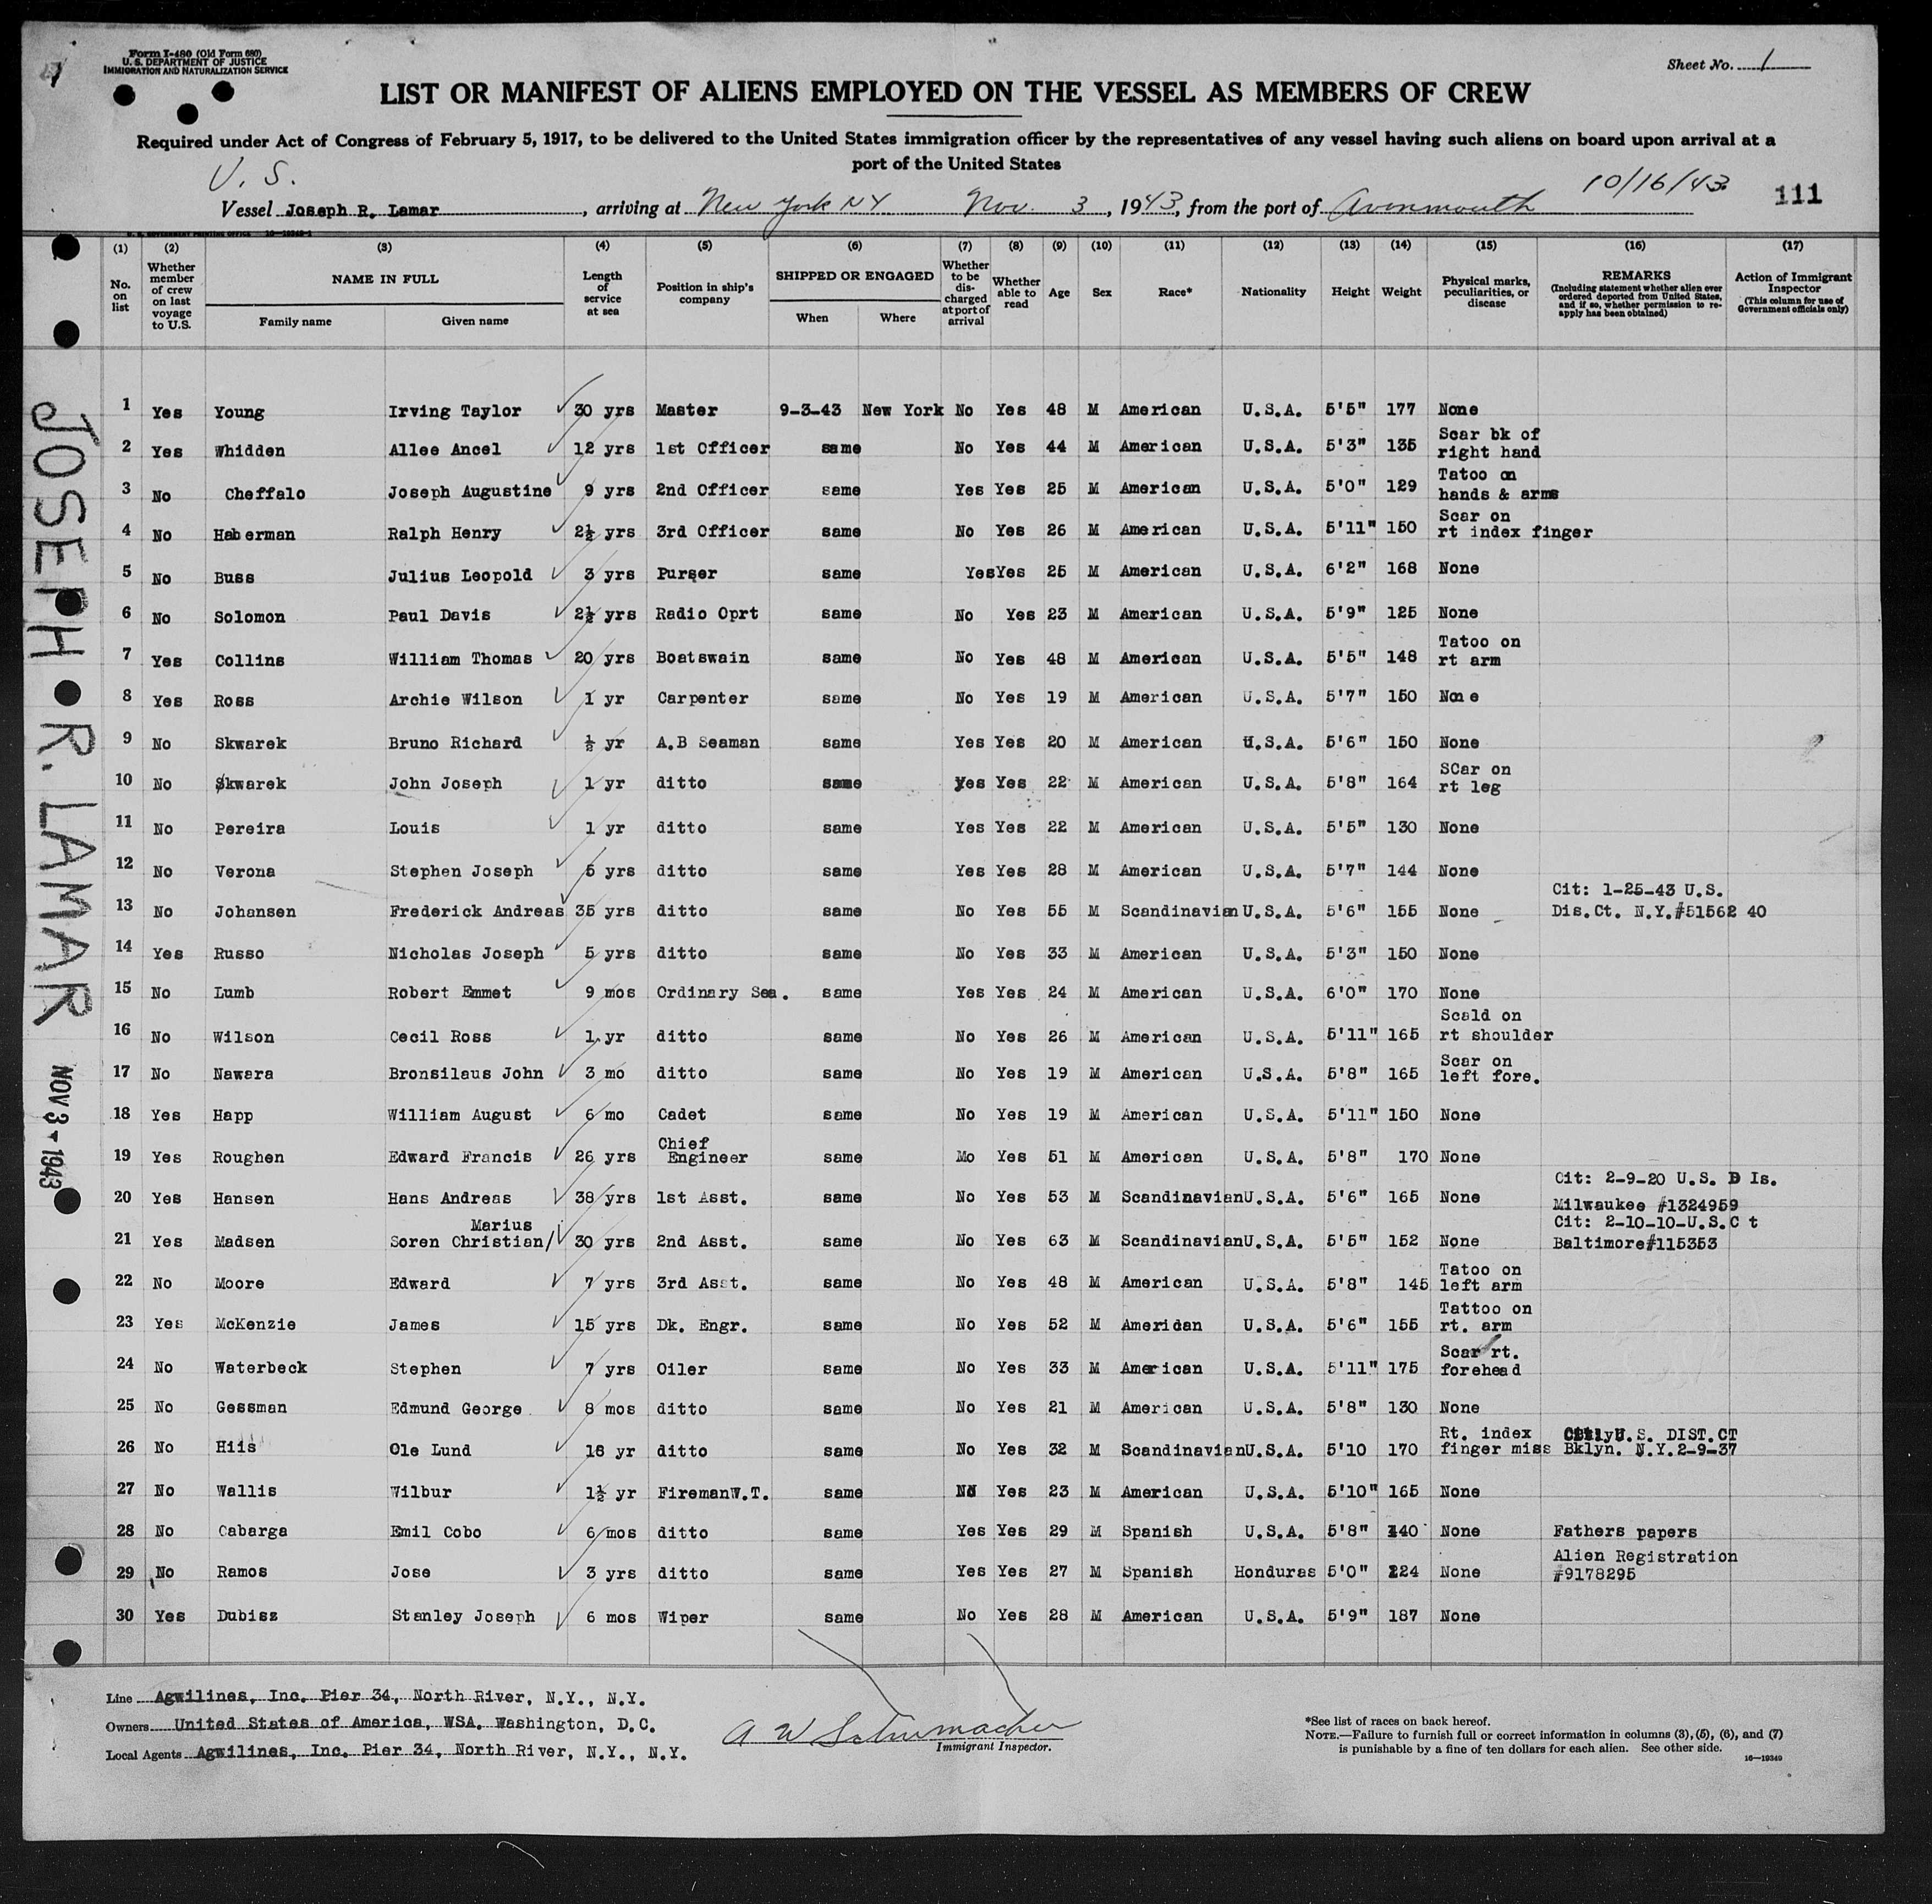 Form I-480 (Old Form 680)
U. S. DEPARTMENT OF JUSTICE
IMMIGRATION AND NATURALIZATION SERVICE
Sheet No. 1
LIST OR MANIFEST OF ALIENS EMPLOYED ON THE VESSEL AS MEMBERS OF CREW
Required under Act of Congress of February 5, 1917, to be delivered to the United States immigration officer by the representatives of any vessel having such aliens on board upon arrival at a
port of the United States
U. S.
10/16/43
111
Vessel Joseph R. Lamar, arriving at New York NY Nov. 3, 1943, from the port of Avonmouth
(1) (2) (3) (4) (5) (6) (7) (8) (9) (10) (11) (12) (13) (14) (15) (16) (17)
No. on list
Whether member of crew on last voyage to U.S.
NAME IN FULL
Family name
Given name
Length of service at sea
Position in ship's company
SHIPPED OR ENGAGED
When
Where
Whether to be discharged at port of arrival
Whether able to read
Age
Sex
Race*
Nationality
Height
Weight
Physical marks, peculiarities, or disease
REMARKS
(Including statement whether alien ever ordered deported from United States, and if so, whether permission to reapply has been obtained)
Action of Immigrant Inspector
(This column for use of Government officials only)
1 Yes Young Irving Taylor 30 yrs Master 9-3-43 New York No Yes 48 M American U.S.A. 5'5" 177 None
2 Yes Whidden Allee Ancel 12 yrs 1st Officer same No Yes 44 M American U.S.A. 5'3" 135 Scar bk of right hand
3 No Cheffalo Joseph Augustine 9 yrs 2nd Officer same Yes Yes 25 M American U.S.A. 5'0" 129 Tatoo on hands & arms
4 No Haberman Ralph Henry 2½ yrs 3rd Officer same No Yes 26 M American U.S.A. 5'11" 150 Scar on rt index finger
5 No Buss Julius Leopold 3 yrs Purser same Yes Yes 25 M American U.S.A. 6'2" 168 None
6 No Solomon Paul Davis 2½ yrs Radio Oprt same No Yes 23 M American U.S.A. 5'9" 125 None
7 Yes Collins William Thomas 20 yrs Boatswain same No Yes 48 M American U.S.A. 5'5" 148 Tatoo on rt arm
8 Yes Ross Archie Wilson 1 yr Carpenter same No Yes 19 M American U.S.A. 5'7" 150 None
9 No Skwarek Bruno Richard ½ yr A.B Seaman same Yes Yes 20 M American U.S.A. 5'6" 150 None
10 No Skwarek John Joseph 1 yr ditto same Yes Yes 22 M American U.S.A. 5'8" 164 SCar on rt leg
11 No Pereira Louis 1 yr ditto same Yes Yes 22 M American U.S.A. 5'5" 130 None
12 No Verona Stephen Joseph 5 yrs ditto same Yes Yes 28 M American U.S.A. 5'7" 144 None
13 No Johansen Frederick Andreas 35 yrs ditto same No Yes 55 M Scandinavian U.S.A. 5'6" 155 None Cit: 1-25-43 U.S. Dis.Ct. N.Y.#51562 40
14 Yes Russo Nicholas Joseph 5 yrs ditto same No Yes 33 M American U.S.A. 5'3" 150 None
15 No Lumb Robert Emmet 9 mos Ordinary Sea. same Yes Yes 24 M American U.S.A. 6'0" 170 None
16 No Wilson Cecil Ross 1 yr ditto same No Yes 26 M American U.S.A. 5'11" 165 Scald on rt shoulder
17 No Nawara Bronsilaus John 3 mo ditto same No Yes 19 M American U.S.A. 5'8" 165 Scar on left fore.
18 Yes Happ William August 6 mo Cadet same No Yes 19 M American U.S.A. 5'11" 150 None
19 Yes Roughen Edward Francis 26 yrs Chief Engineer same Mo Yes 51 M American U.S.A. 5'8" 170 None
20 Yes Hansen Hans Andreas 38 yrs 1st Asst. same No Yes 53 M Scandinavian U.S.A. 5'6" 165 None Cit: 2-9-20 U.S. D Is. Milwaukee #1324959
21 Yes Madsen Soren Christian/ Marius 30 yrs 2nd Asst. same No Yes 63 M Scandinavian U.S.A. 5'5" 152 None Cit: 2-10-10-U.S.C t Baltimore#115353
22 No Moore Edward 7 yrs 3rd Asst. same No Yes 48 M American U.S.A. 5'8" 145 Tatoo on left arm
23 Yes McKenzie James 15 yrs Dk. Engr. same No Yes 52 M Ameridan U.S.A. 5'6" 155 Tattoo on rt. arm
24 No Waterbeck Stephen 7 yrs Oiler same No Yes 33 M American U.S.A. 5'11" 175 Scar rt. forehead
25 No Gessman Edmund George 8 mos ditto same No Yes 21 M American U.S.A. 5'8" 130 None
26 No Hiis Ole Lund 16 yr ditto same No Yes 32 M Scandinavian U.S.A. 5'10 170 Rt. index finger miss U.S. DIST.CT Bklyn. N.Y.2-9-37
27 No Wallis Wilbur 1½ yr FiremanW.T. same No Yes 23 M American U.S.A. 5'10" 165 None
28 No Cabarga Emil Cobo 6 mos ditto same Yes Yes 29 M Spanish U.S.A. 5'8" 140 None Fathers papers
29 No Ramos Jose 3 yrs ditto same Yes Yes 27 M Spanish Honduras 5'0" 224 None Alien Registration #9178295
30 Yes Dubisz Stanley Joseph 6 mos Wiper same No Yes 28 M American U.S.A. 5'9" 187 None
JOSEPH R. LAMAR
NOV 3 - 1943
Line Agwilines, Inc. Pier 34, North River, N.Y., N.Y.
Owners United States of America, WSA. Washington, D.C.
Local Agents Agwilines, Inc. Pier 34, North River, N.Y., N.Y.
A W Schumacher
Immigrant Inspector.
*See list of races on back hereof.
NOTE.—Failure to furnish full or correct information in columns (3), (5), (6), and (7)
is punishable by a fine of ten dollars for each alien. See other side.
16—19349